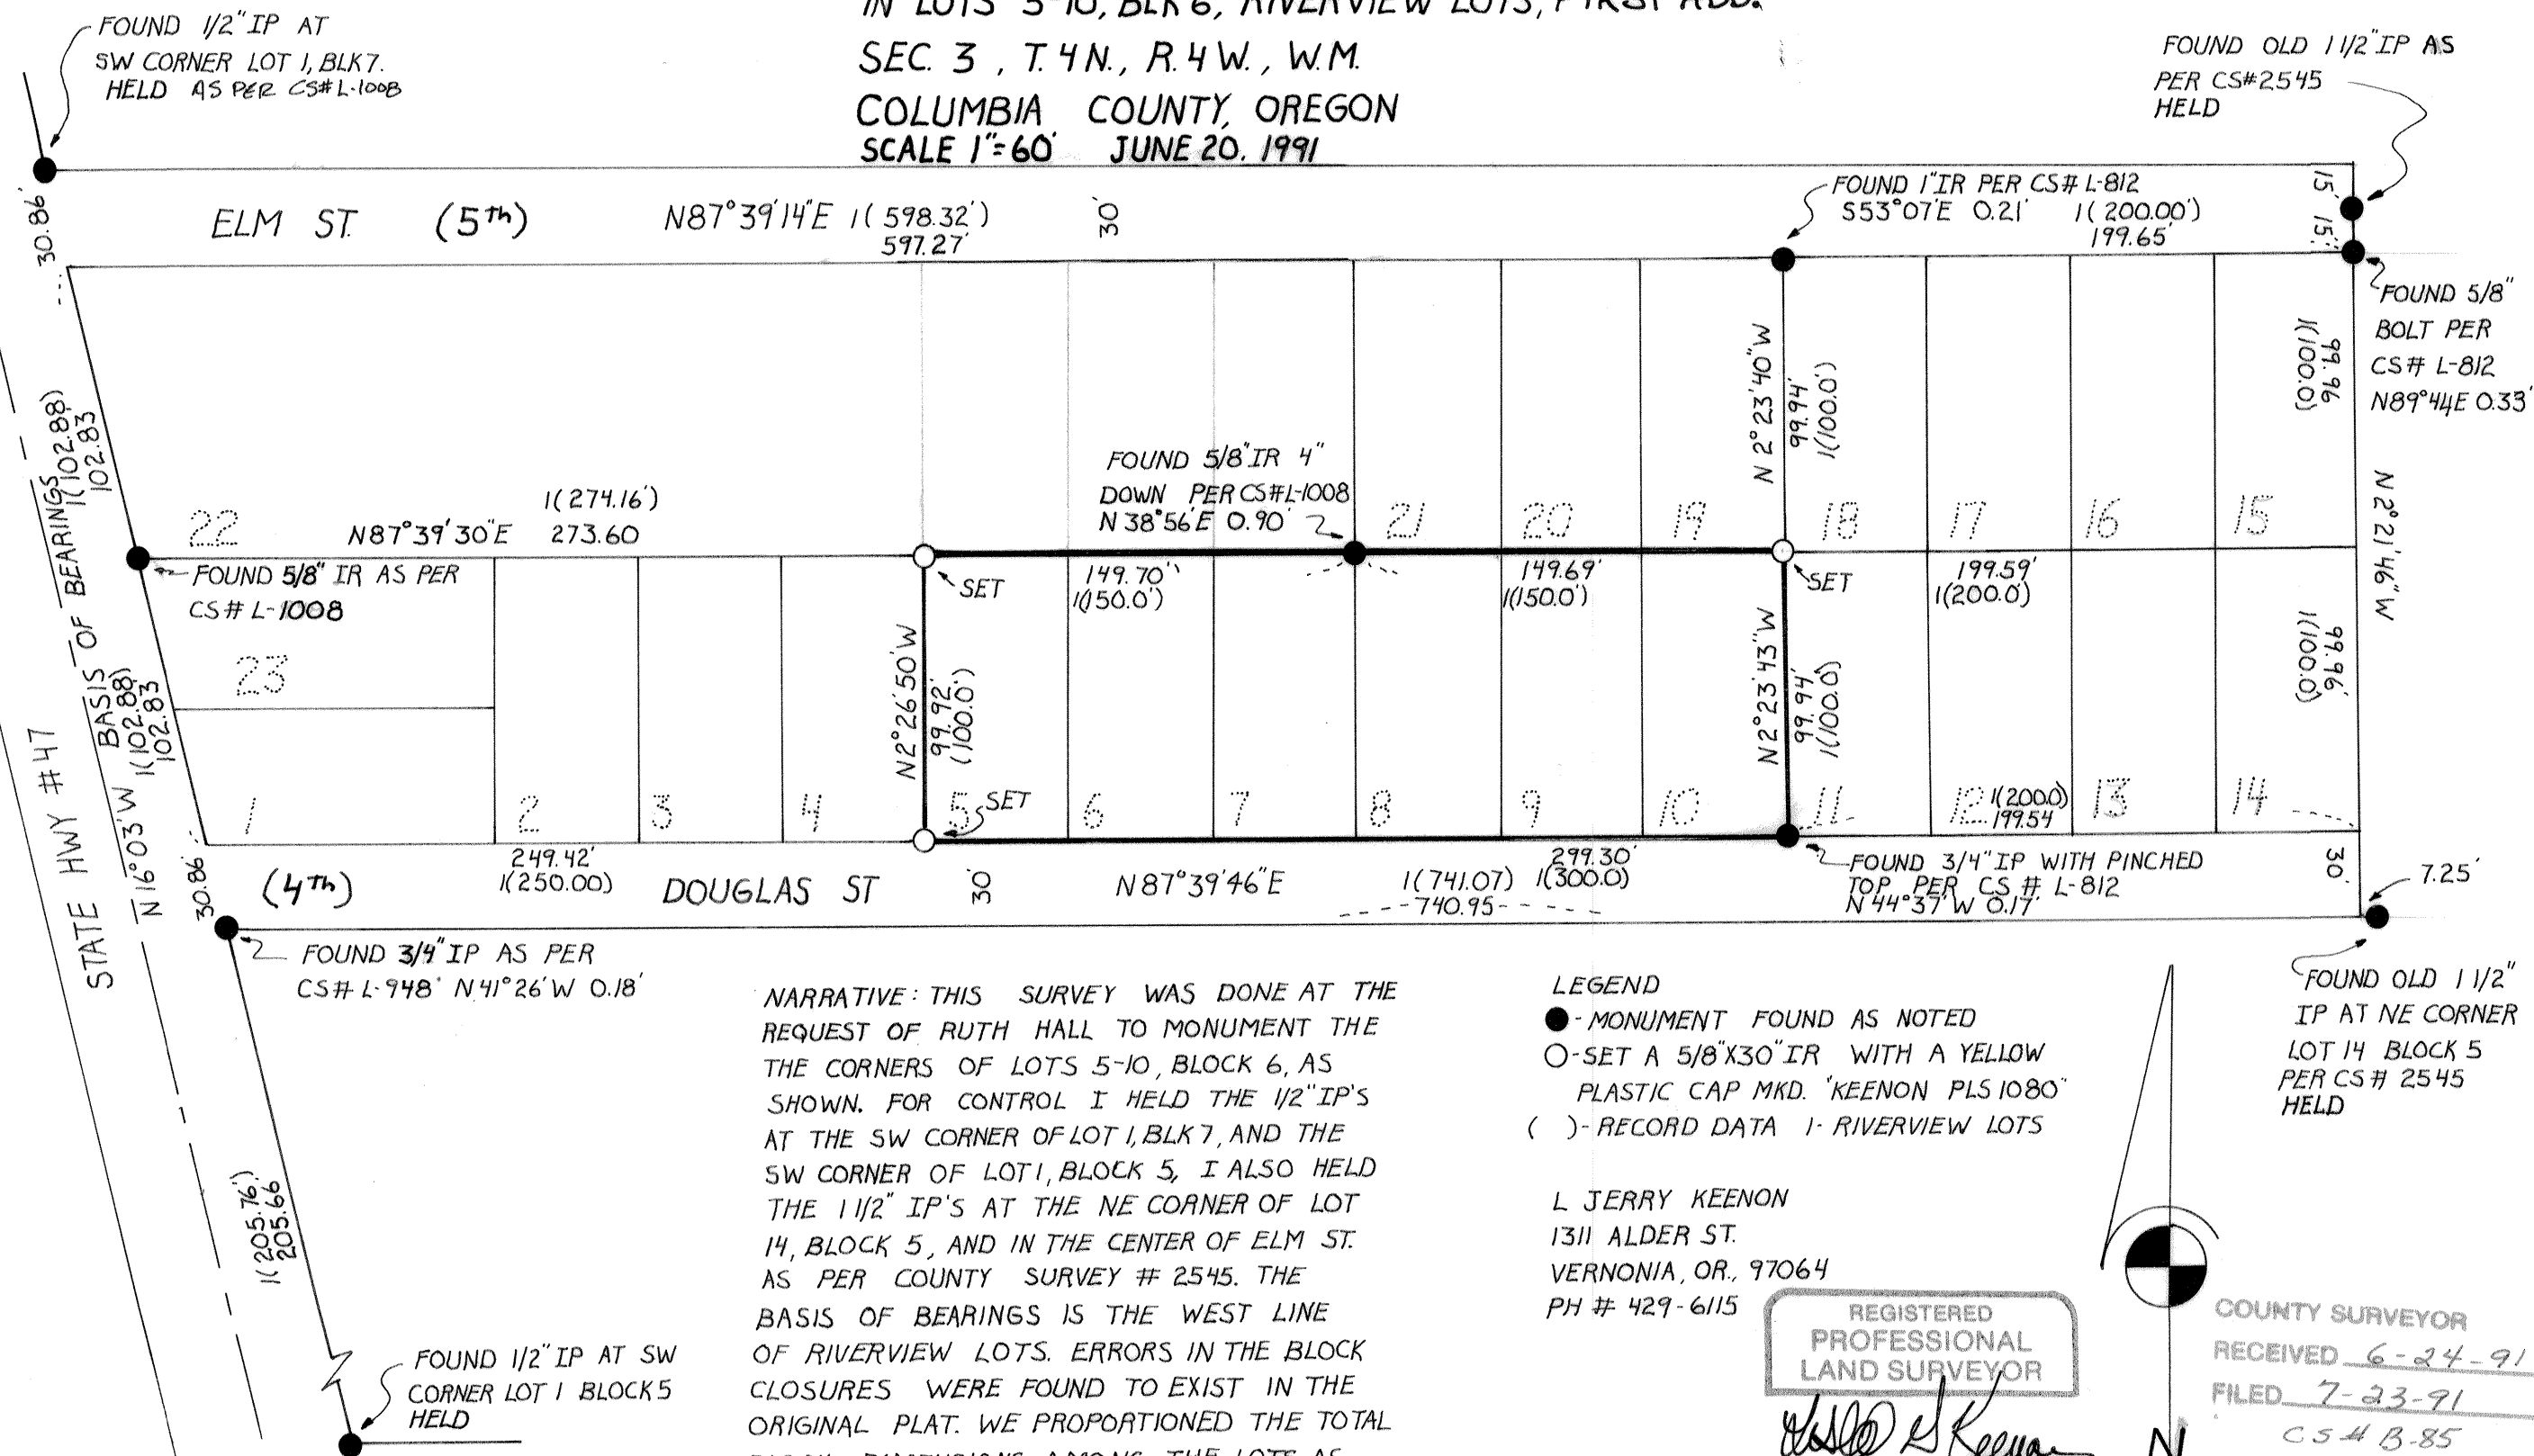 IN LOTS 5-10, BLK 6, RIVERVIEW LOTS, FIRST ADD.
SEC. 3 , T. 4 N., R. 4 W., W.M.
COLUMBIA COUNTY, OREGON
SCALE 1"=60' JUNE 20, 1991
FOUND 1/2" IP AT
SW CORNER LOT 1, BLK 7.
HELD AS PER CS# L-1008
FOUND OLD 1 1/2" IP AS
PER CS#2545
HELD
30.86'
ELM ST. (5th)
N87°39'14"E 1( 598.32')
597.27'
30'
FOUND 1" IR PER CS# L-812
S53°07'E 0.21' 1( 200.00')
199.65'
15'
15'
FOUND 5/8"
BOLT PER
CS# L-812
N89°44E 0.33'
99.96
1(100.0)
N 2°23'40"W
99.94'
1(100.0')
1(102.88)
102.83
FOUND 5/8" IR 4"
DOWN PER CS#L-1008
N 38°56'E 0.90'
1(274.16')
N87°39'30"E 273.60
22
21
20
19
18
17
16
15
N2°21'46"W
FOUND 5/8" IR AS PER
CS# L-1008
SET
149.70'
1(150.0')
149.69'
1(150.0')
SET
199.59'
1(200.0)
23
N2°26'50"W
99.92'
(100.0')
N2°23'43"W
99.94'
1(100.0)
99.96'
1(100.0)
STATE HWY #47
N16°03'W BASIS OF BEARINGS
1(102.88)
102.83
1
2
3
4
5
SET
6
7
8
9
10
11
12
1(200.0)
199.54
13
14
30.86'
(4th)
249.42'
1(250.00)
DOUGLAS ST
30'
N87°39'46"E
1(741.07)
740.95
299.30'
1(300.0)
FOUND 3/4" IP WITH PINCHED
TOP PER CS # L-812
N 44°37'W 0.17'
30'
7.25'
FOUND 3/4" IP AS PER
CS# L-948 N41°26'W 0.18'
FOUND OLD 1 1/2"
IP AT NE CORNER
LOT 14 BLOCK 5
PER CS# 2545
HELD
1(205.76')
205.66
FOUND 1/2" IP AT SW
CORNER LOT 1 BLOCK 5
HELD
NARRATIVE: THIS SURVEY WAS DONE AT THE
REQUEST OF RUTH HALL TO MONUMENT THE
THE CORNERS OF LOTS 5-10, BLOCK 6, AS
SHOWN. FOR CONTROL I HELD THE 1/2" IP'S
AT THE SW CORNER OF LOT 1, BLK 7, AND THE
SW CORNER OF LOT 1, BLOCK 5, I ALSO HELD
THE 1 1/2" IP'S AT THE NE CORNER OF LOT
14, BLOCK 5, AND IN THE CENTER OF ELM ST.
AS PER COUNTY SURVEY # 2545. THE
BASIS OF BEARINGS IS THE WEST LINE
OF RIVERVIEW LOTS. ERRORS IN THE BLOCK
CLOSURES WERE FOUND TO EXIST IN THE
ORIGINAL PLAT. WE PROPORTIONED THE TOTAL
LEGEND
- MONUMENT FOUND AS NOTED
-SET A 5/8"X30" IR WITH A YELLOW
PLASTIC CAP MKD. "KEENON PLS 1080"
( )- RECORD DATA 1- RIVERVIEW LOTS
L JERRY KEENON
1311 ALDER ST.
VERNONIA, OR., 97064
PH # 429-6115
REGISTERED
PROFESSIONAL
LAND SURVEYOR
N
COUNTY SURVEYOR
RECEIVED 6-24-91
FILED 7-23-91
CS# B-85